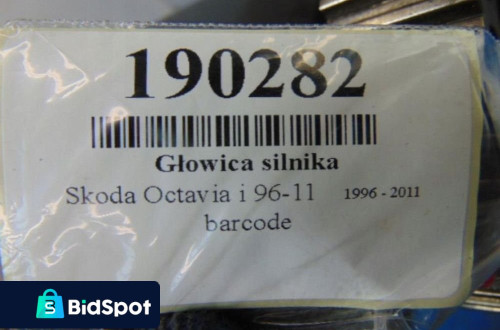 190282
Głowica silnika
Skoda Octavia i 96-11 1996 - 2011
barcode
BidSpot